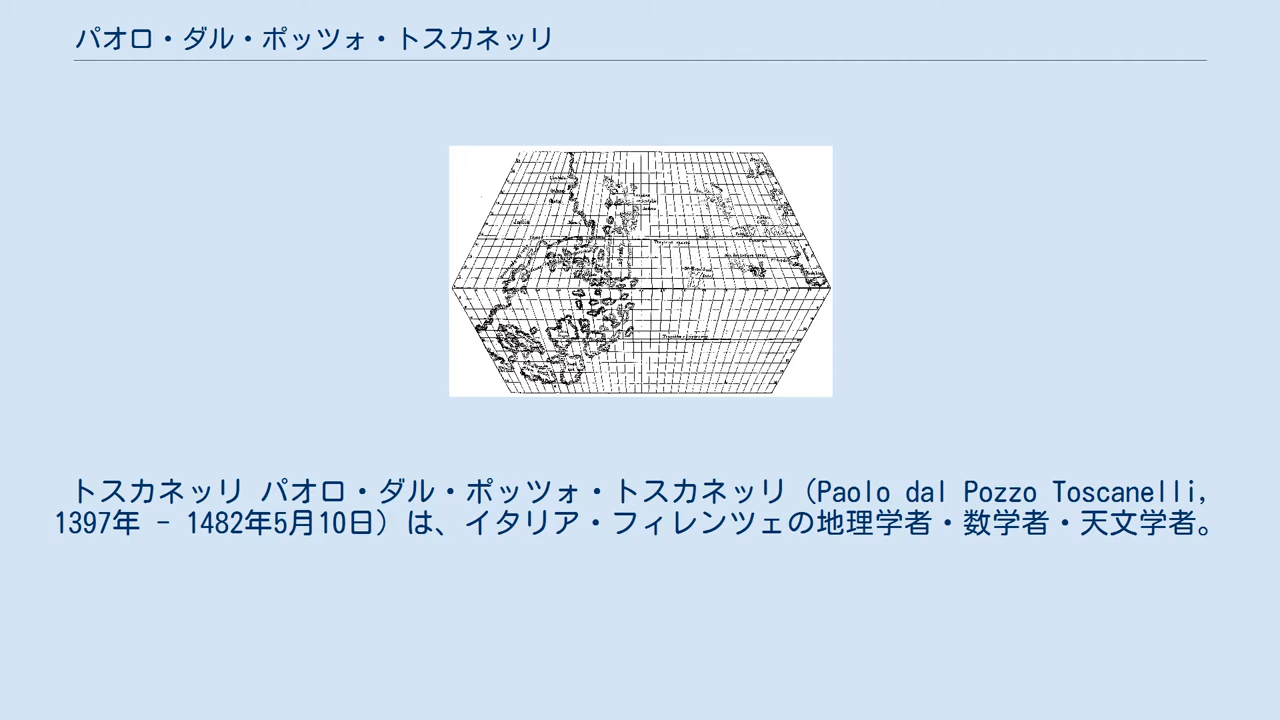 パオロ・ダル・ポッツォ・トスカネッリ
トスカネッリ パオロ・ダル・ポッツォ・トスカネッリ（Paolo dal Pozzo Toscanelli,
1397年 - 1482年5月10日）は、イタリア・フィレンツェの地理学者・数学者・天文学者。